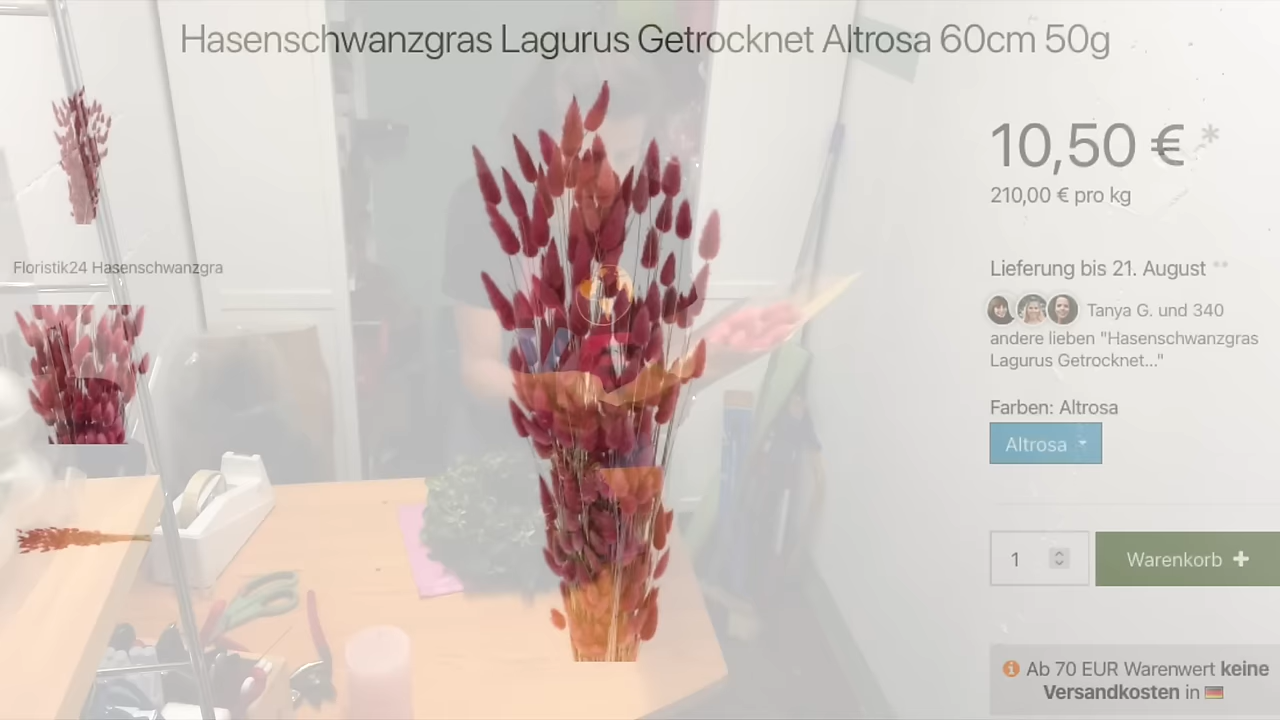 Hasenschwanzgras Lagurus Getrocknet Altrosa 60cm 50g
10,50 € *
210,00 € pro kg
Floristik24 Hasenschwanzgra
Lieferung bis 21. August **
Tanya G. und 340
andere lieben "Hasenschwanzgras
Lagurus Getrocknet..."
Farben: Altrosa
Altrosa
1
Warenkorb +
Ab 70 EUR Warenwert keine
Versandkosten in